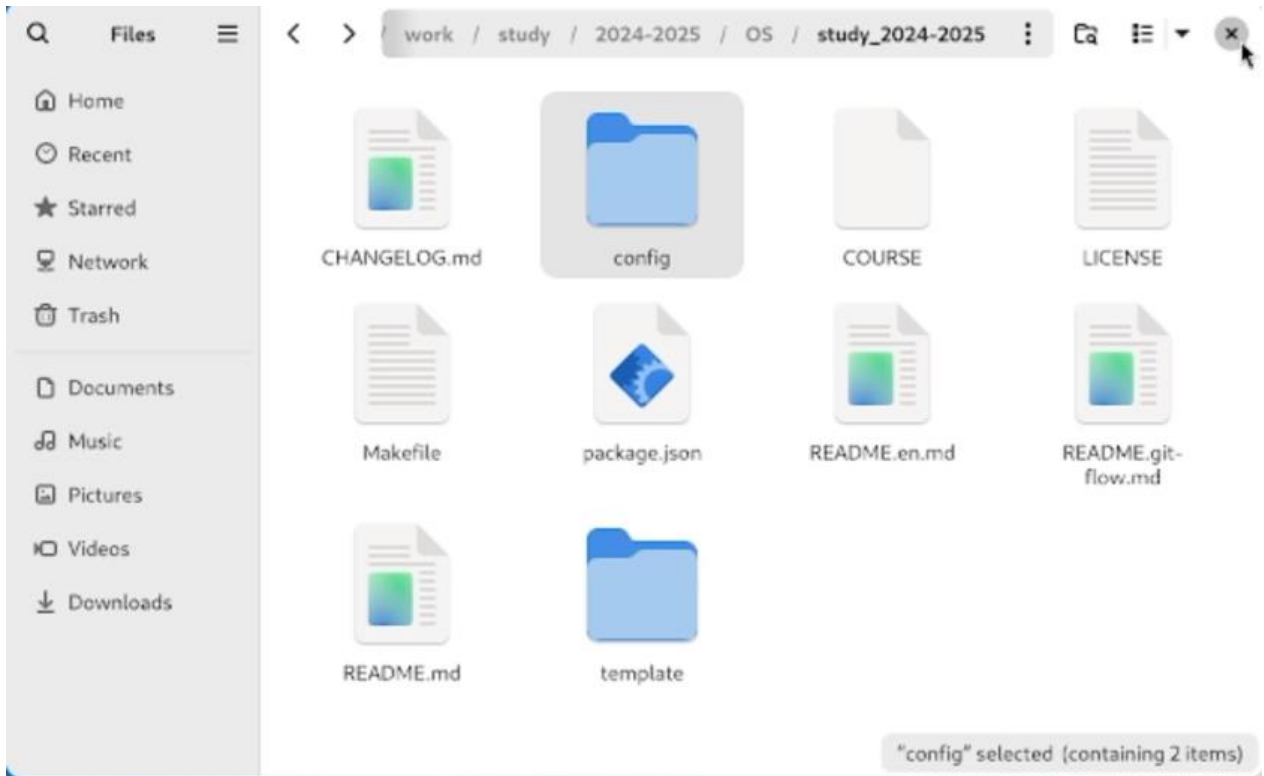 Files
/ work / study / 2024-2025 / OS / study_2024-2025
Home
Recent
Starred
Network
Trash
Documents
Music
Pictures
Videos
Downloads
CHANGELOG.md
config
COURSE
LICENSE
Makefile
package.json
README.en.md
README.git-
flow.md
README.md
template
"config" selected (containing 2 items)